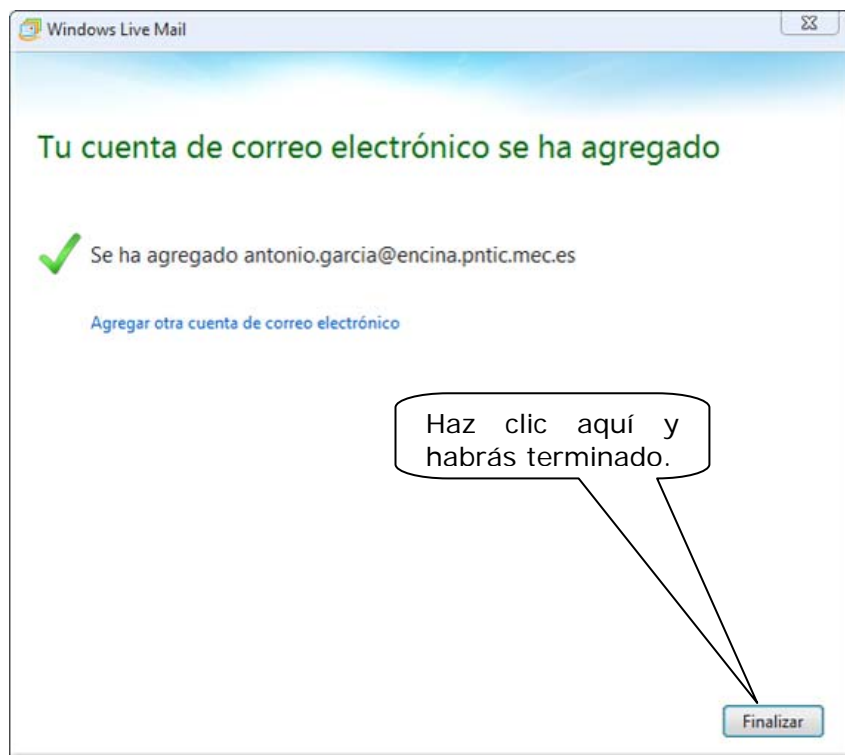 Windows Live Mail
Tu cuenta de correo electrónico se ha agregado
Se ha agregado antonio.garcia@encina.pntic.mec.es
Agregar otra cuenta de correo electrónico
Haz clic aquí y
habrás terminado.
Finalizar